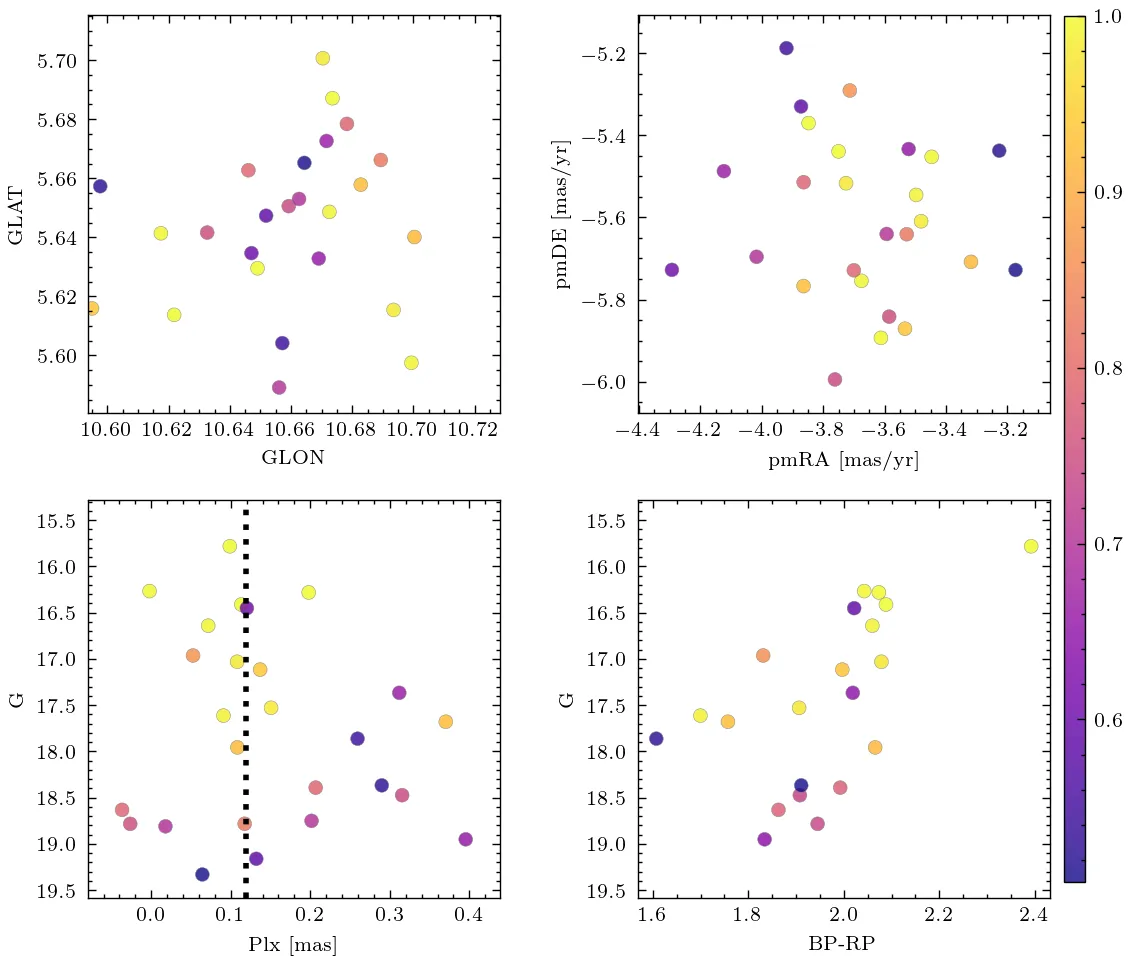 5.70
5.68
5.66
5.64
5.62
5.60
GLAT
10.60 10.62 10.64 10.66 10.68 10.70 10.72
GLON
−5.2
−5.4
−5.6
−5.8
−6.0
pmDE [mas/yr]
−4.4 −4.2 −4.0 −3.8 −3.6 −3.4 −3.2
pmRA [mas/yr]
15.5
16.0
16.5
17.0
17.5
18.0
18.5
19.0
19.5
G
0.0 0.1 0.2 0.3 0.4
Plx [mas]
15.5
16.0
16.5
17.0
17.5
18.0
18.5
19.0
19.5
G
1.6 1.8 2.0 2.2 2.4
BP-RP
1.0
0.9
0.8
0.7
0.6